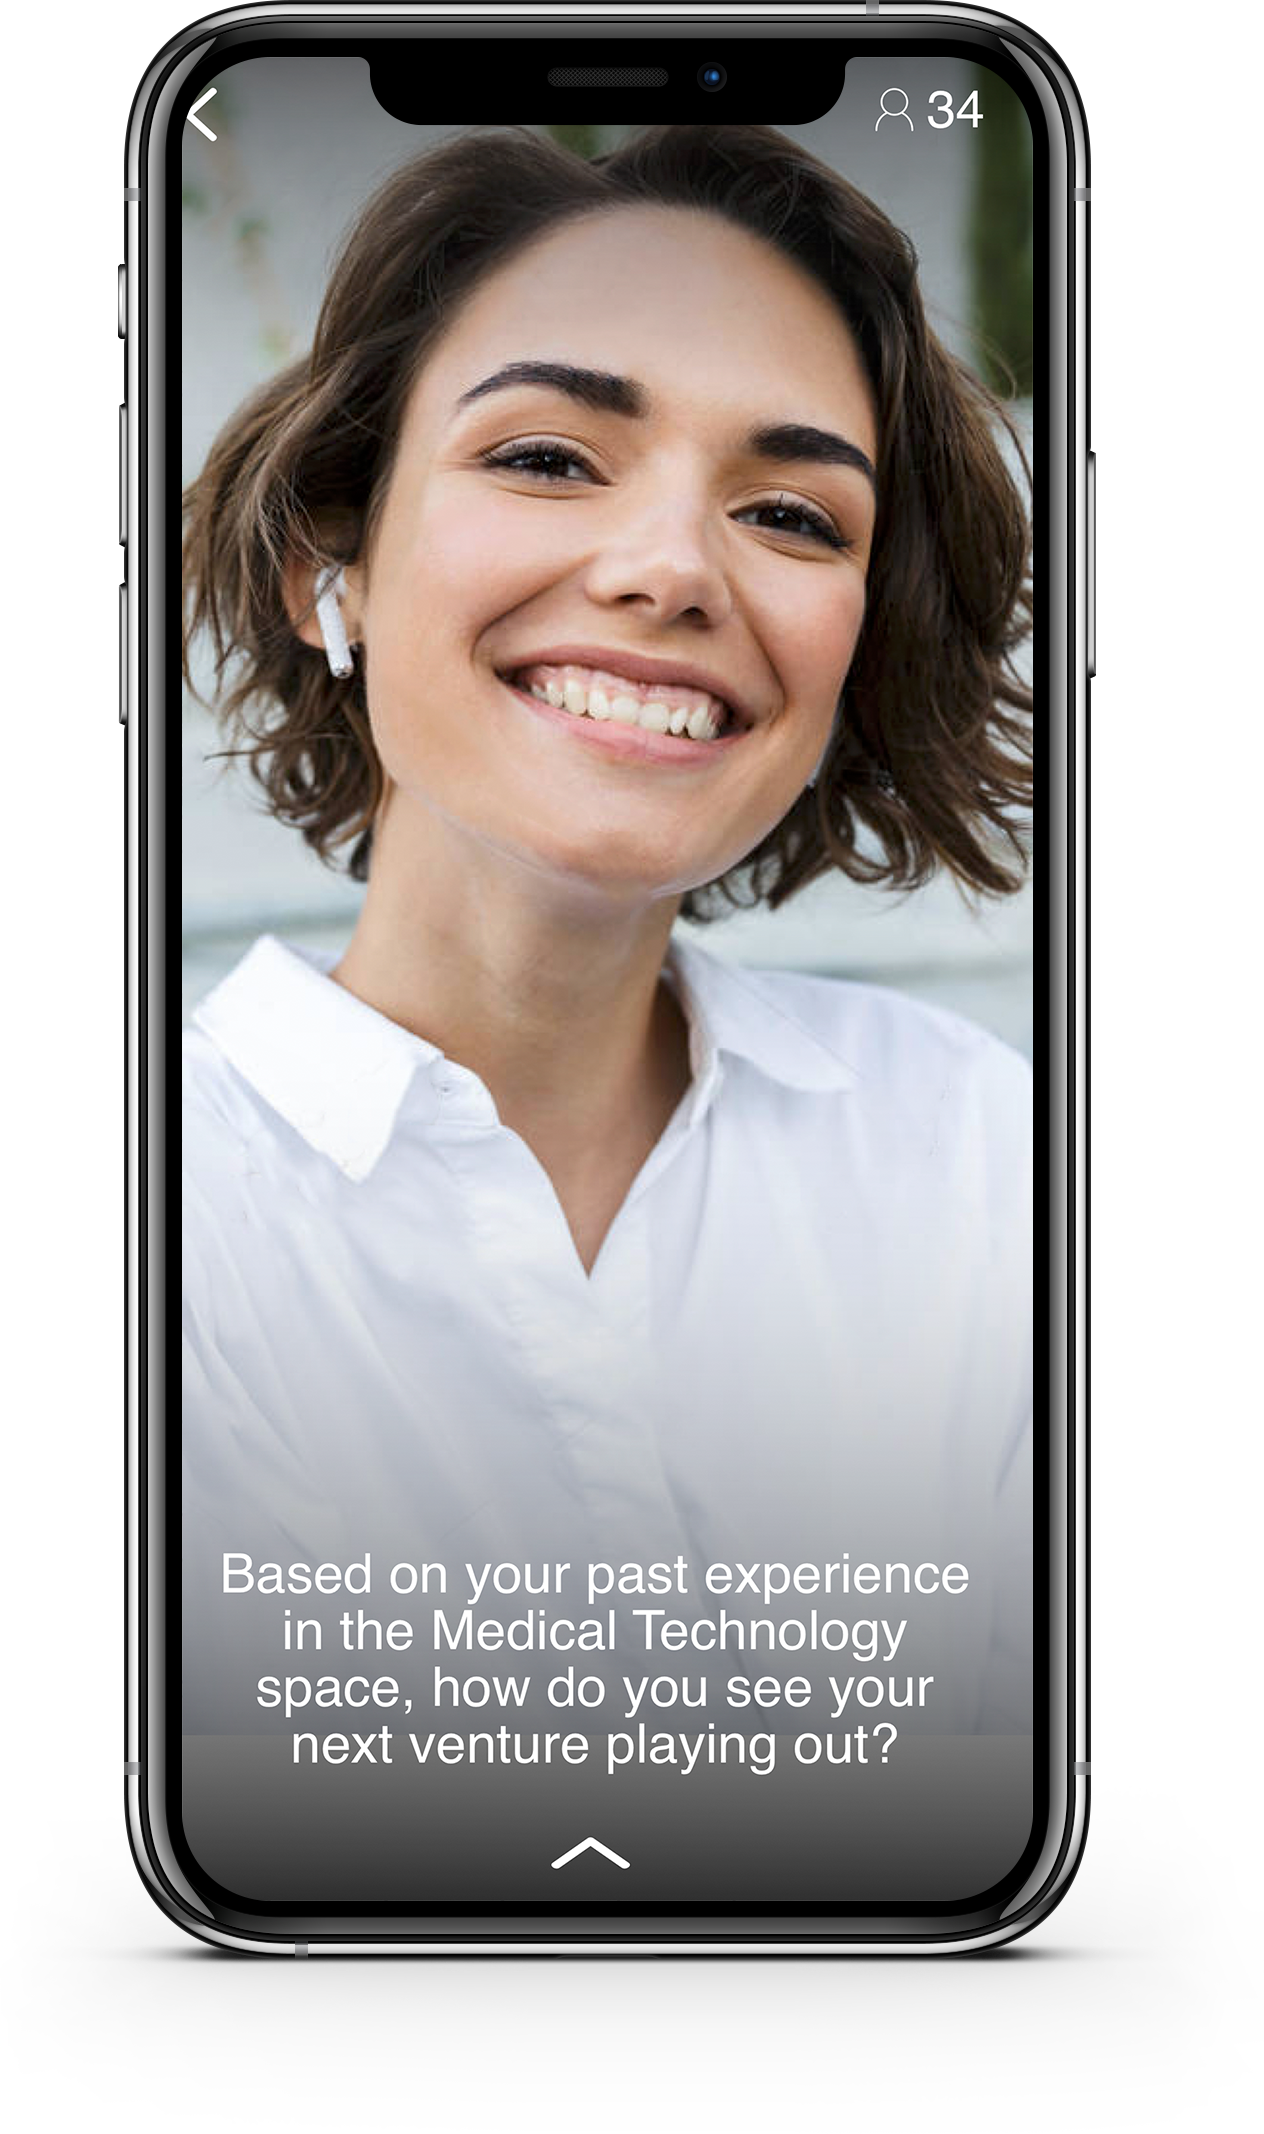 34
Based on your past experience
in the Medical Technology
space, how do you see your
next venture playing out?